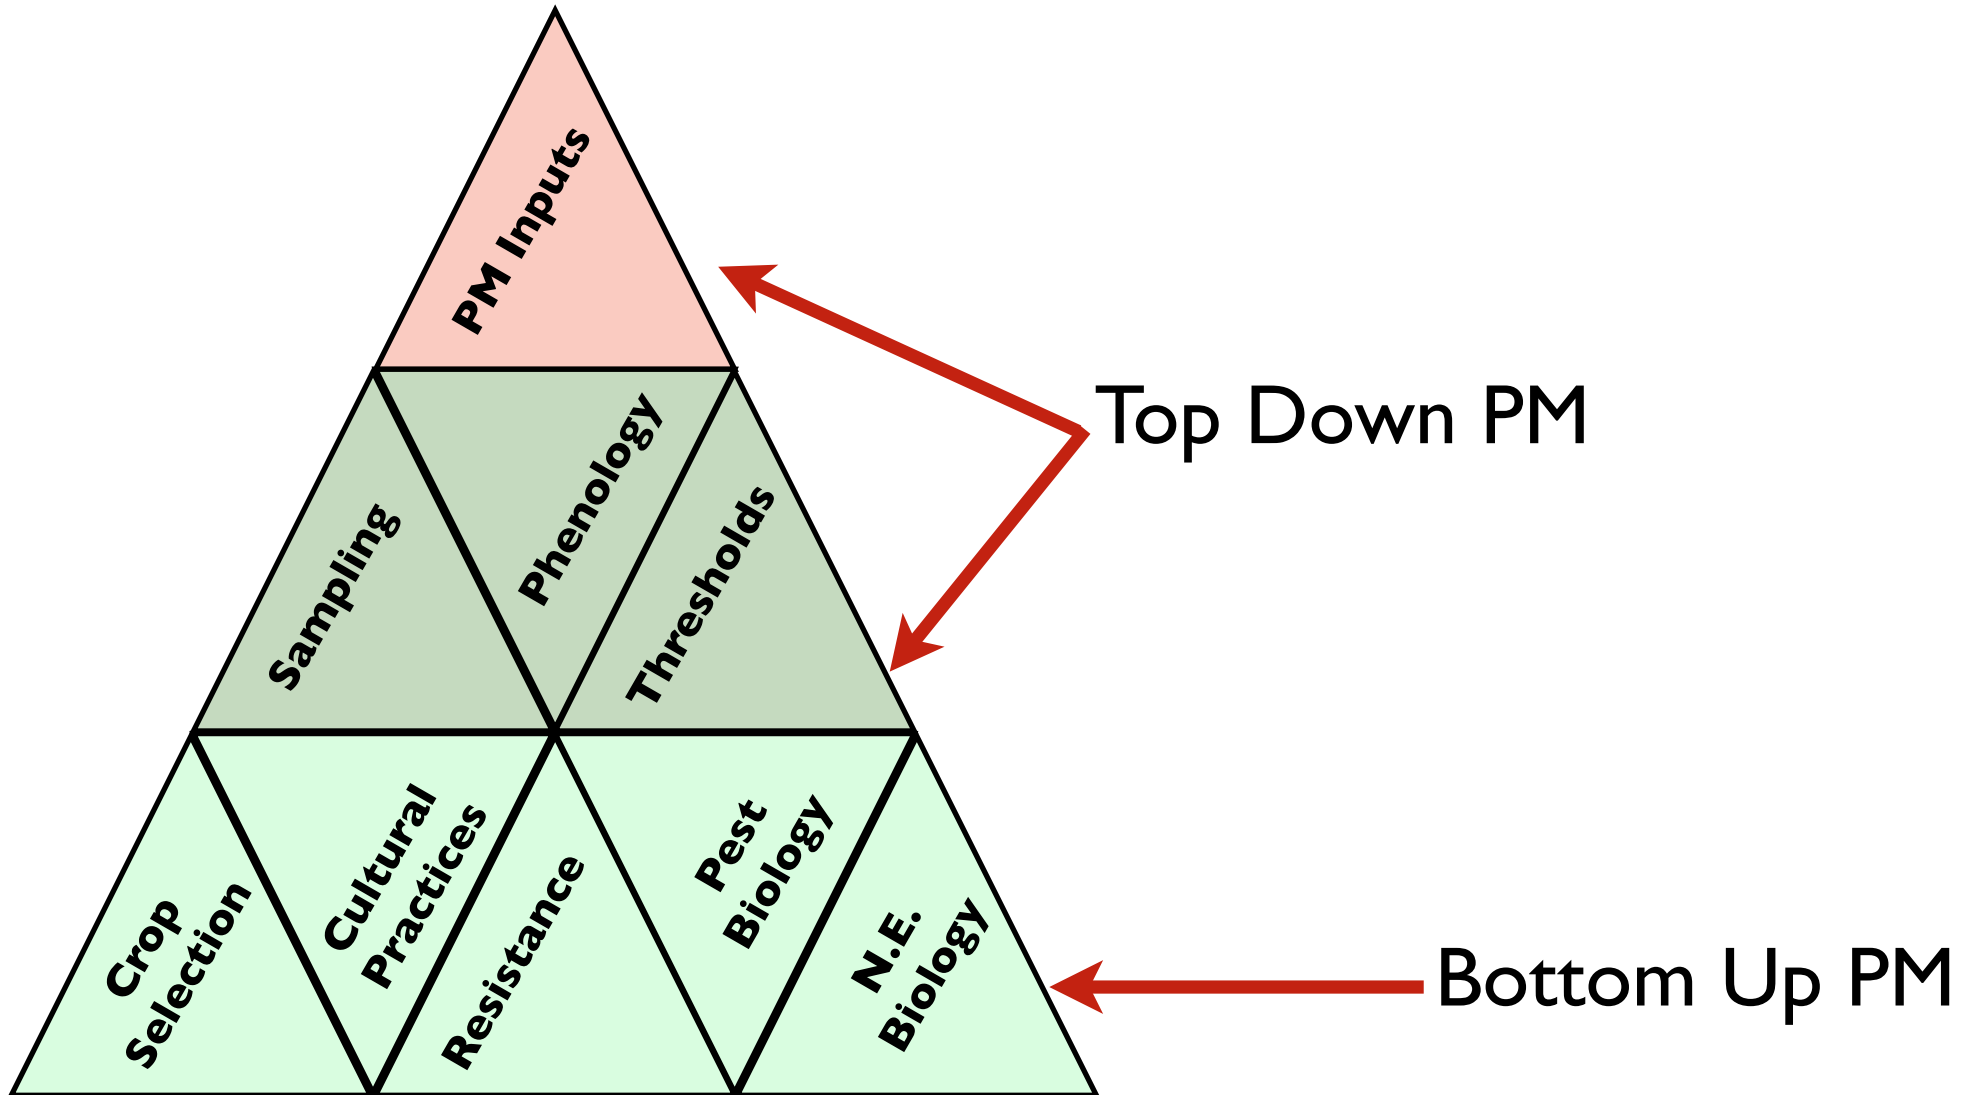 PM Inputs
Sampling
Phenology
Thresholds
Top Down PM
Crop
Selection
Cultural
Practices
Resistance
Pest
Biology
N.E.
Biology
Bottom Up PM